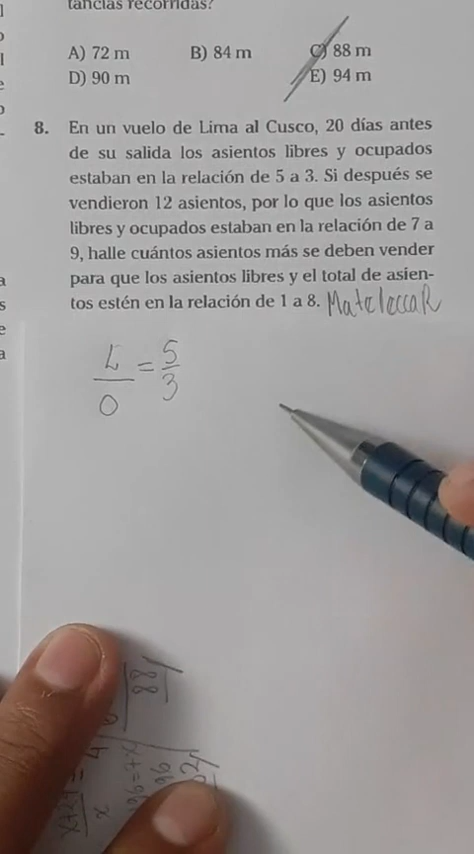 tancias recorridas?
A) 72 m B) 84 m C) 88 m
D) 90 m E) 94 m
8. En un vuelo de Lima al Cusco, 20 días antes
de su salida los asientos libres y ocupados
estaban en la relación de 5 a 3. Si después se
vendieron 12 asientos, por lo que los asientos
libres y ocupados estaban en la relación de 7 a
9, halle cuántos asientos más se deben vender
para que los asientos libres y el total de asien-
tos estén en la relación de 1 a 8. MateleccaR
L/O = 5/3
88